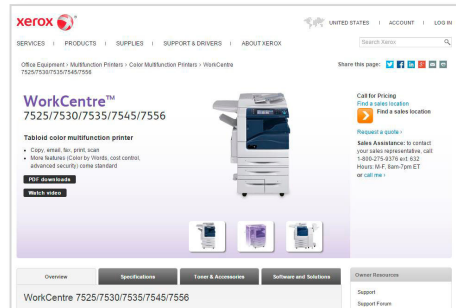 xerox
UNITED STATES | ACCOUNT | LOG IN
SERVICES | PRODUCTS | SUPPLIES | SUPPORT & DRIVERS | ABOUT XEROX
Search Xerox
Office Equipment › Multifunction Printers › Color Multifunction Printers › WorkCentre
7525/7530/7535/7545/7556
Share this page:
WorkCentre™
7525/7530/7535/7545/7556
Tabloid color multifunction printer
• Copy, email, fax, print, scan
• More features (Color by Words, cost control,
advanced security) come standard
PDF downloads
Watch video
Call for Pricing
Find a sales location
Find a sales location
Request a quote ›
Sales Assistance: to contact
your sales representative, call
1-800-275-9376 ext. 632
Hours: M-F, 8am-7pm ET
or call me ›
Overview
Specifications
Toner & Accessories
Software and Solutions
Owner Resources
WorkCentre 7525/7530/7535/7545/7556
Support
Support Forum